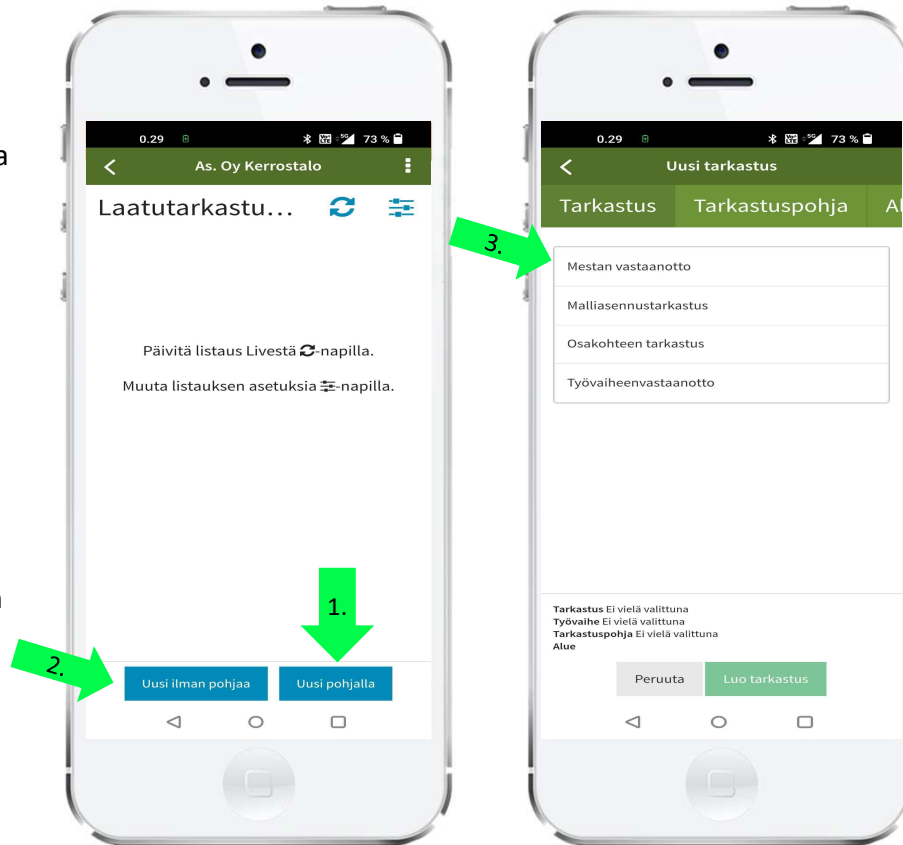 a
n
0.29
73 %
As. Oy Kerrostalo
Laatutarkastu...
Päivitä listaus Livestä -napilla.
Muuta listauksen asetuksia -napilla.
1.
2.
Uusi ilman pohjaa
Uusi pohjalla
3.
0.29
73 %
Uusi tarkastus
Tarkastus Tarkastuspohja Al
Mestan vastaanotto
Malliasennustarkastus
Osakohteen tarkastus
Työvaiheenvastaanotto
Tarkastus Ei vielä valittuna
Työvaihe Ei vielä valittuna
Tarkastuspohja Ei vielä valittuna
Alue
Peruuta
Luo tarkastus